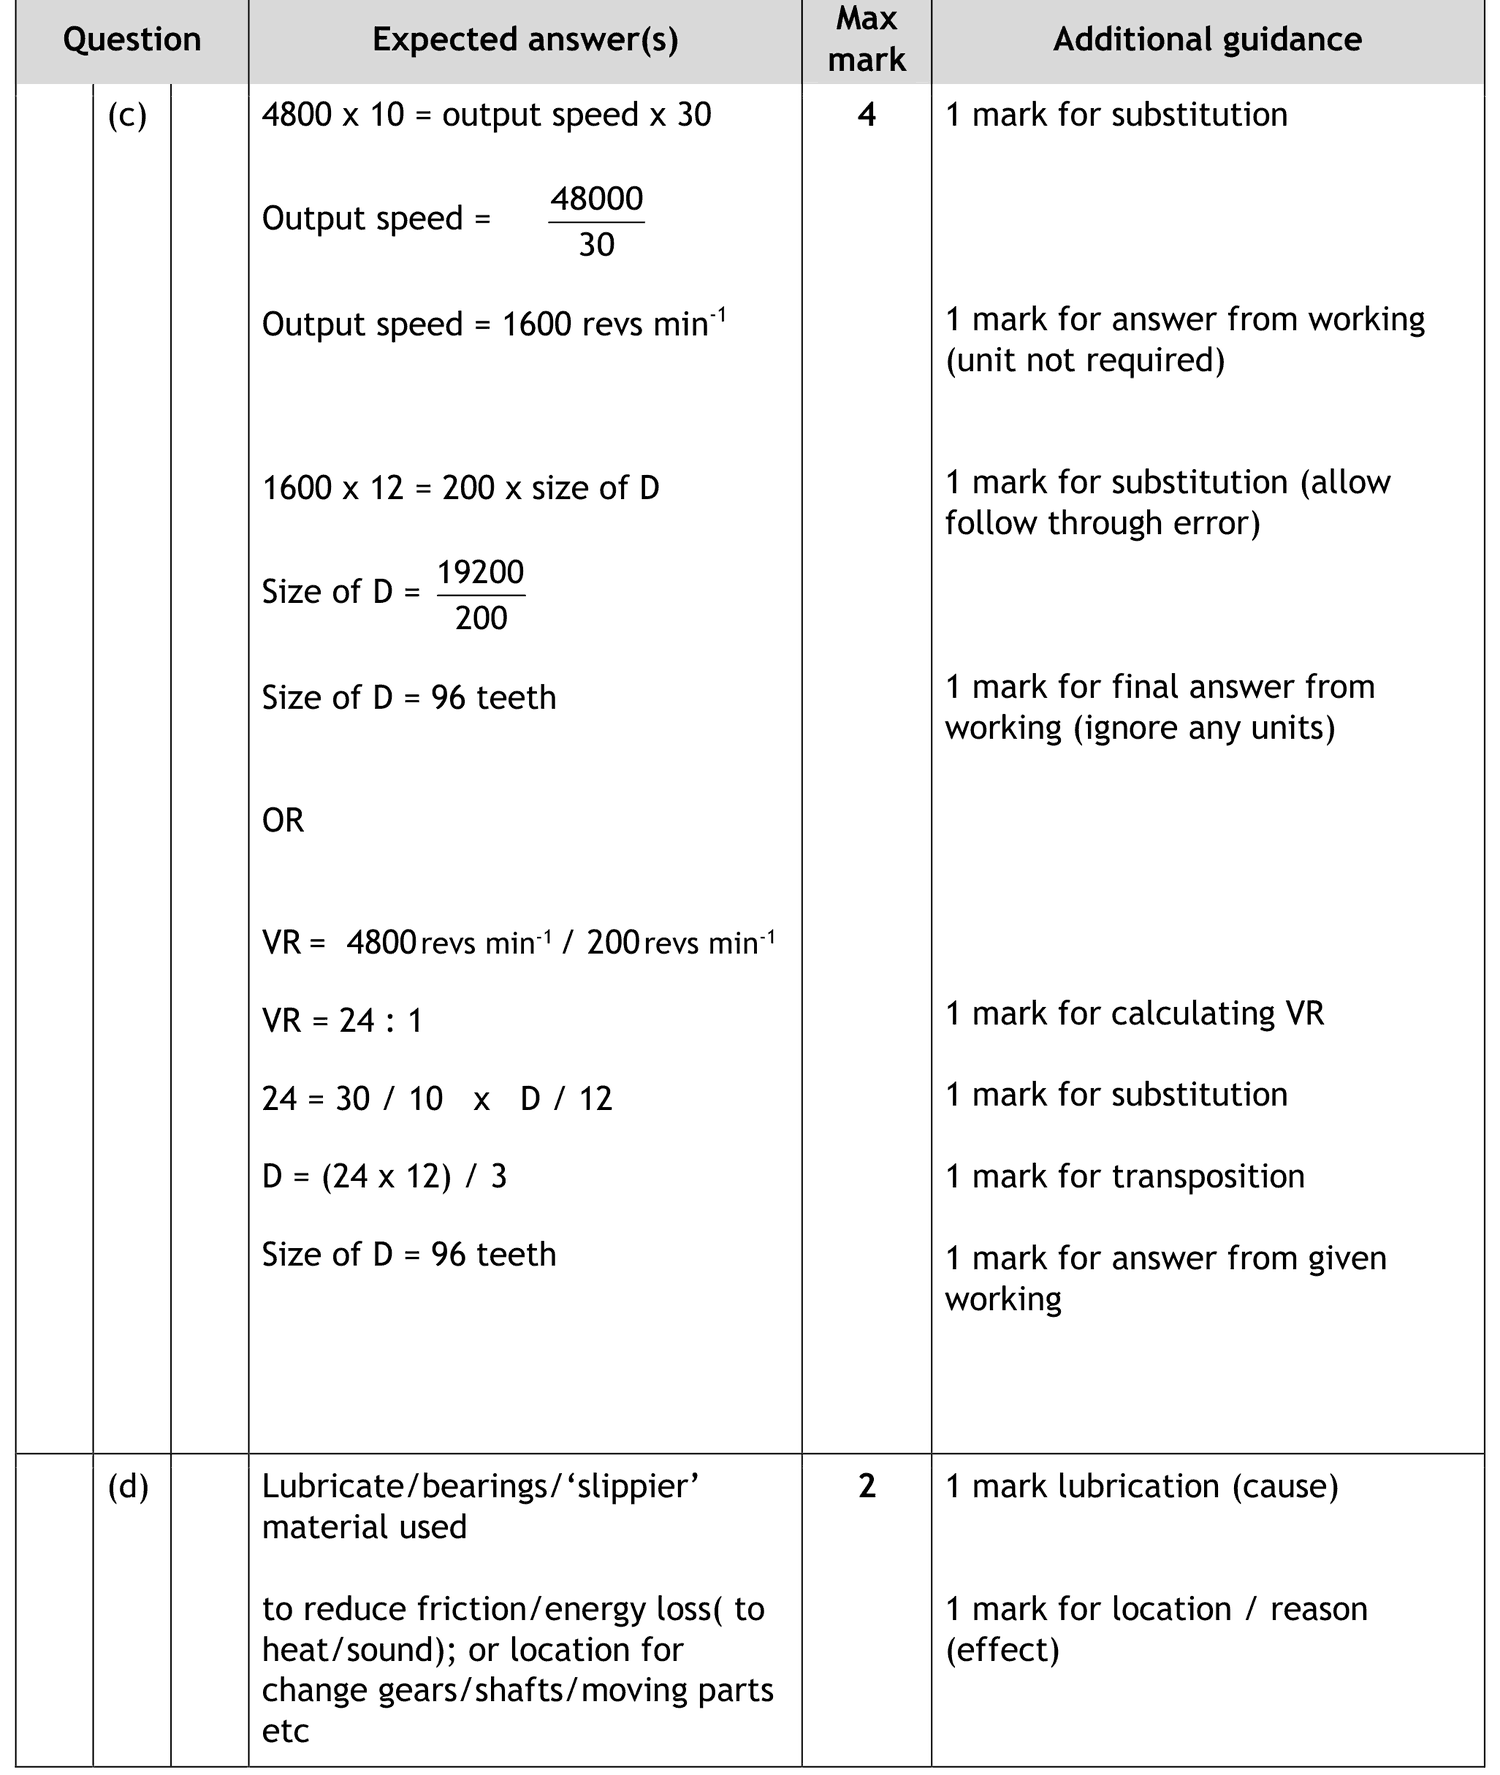 Question Expected answer(s) Max mark Additional guidance
(c) 4800 x 10 = output speed x 30 4 1 mark for substitution
Output speed = 48000 / 30
Output speed = 1600 revs min⁻¹ 1 mark for answer from working
(unit not required)
1600 x 12 = 200 x size of D 1 mark for substitution (allow
follow through error)
Size of D = 19200 / 200
Size of D = 96 teeth 1 mark for final answer from
working (ignore any units)
OR
VR = 4800 revs min⁻¹ / 200 revs min⁻¹
VR = 24 : 1 1 mark for calculating VR
24 = 30 / 10 x D / 12 1 mark for substitution
D = (24 x 12) / 3 1 mark for transposition
Size of D = 96 teeth 1 mark for answer from given
working
(d) Lubricate/bearings/‘slippier’ 2 1 mark lubrication (cause)
material used
to reduce friction/energy loss( to 1 mark for location / reason
heat/sound); or location for (effect)
change gears/shafts/moving parts
etc